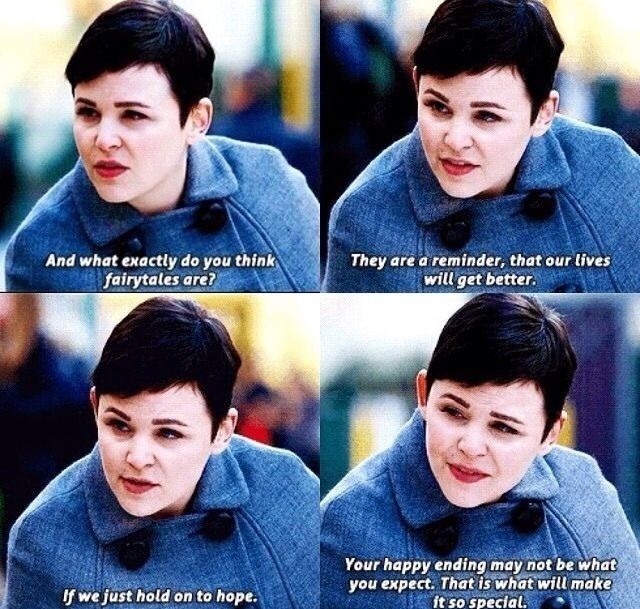 And what exactly do you think
fairytales are?
They are a reminder, that our lives
will get better.
If we just hold on to hope.
Your happy ending may not be what
you expect. That is what will make
it so special.